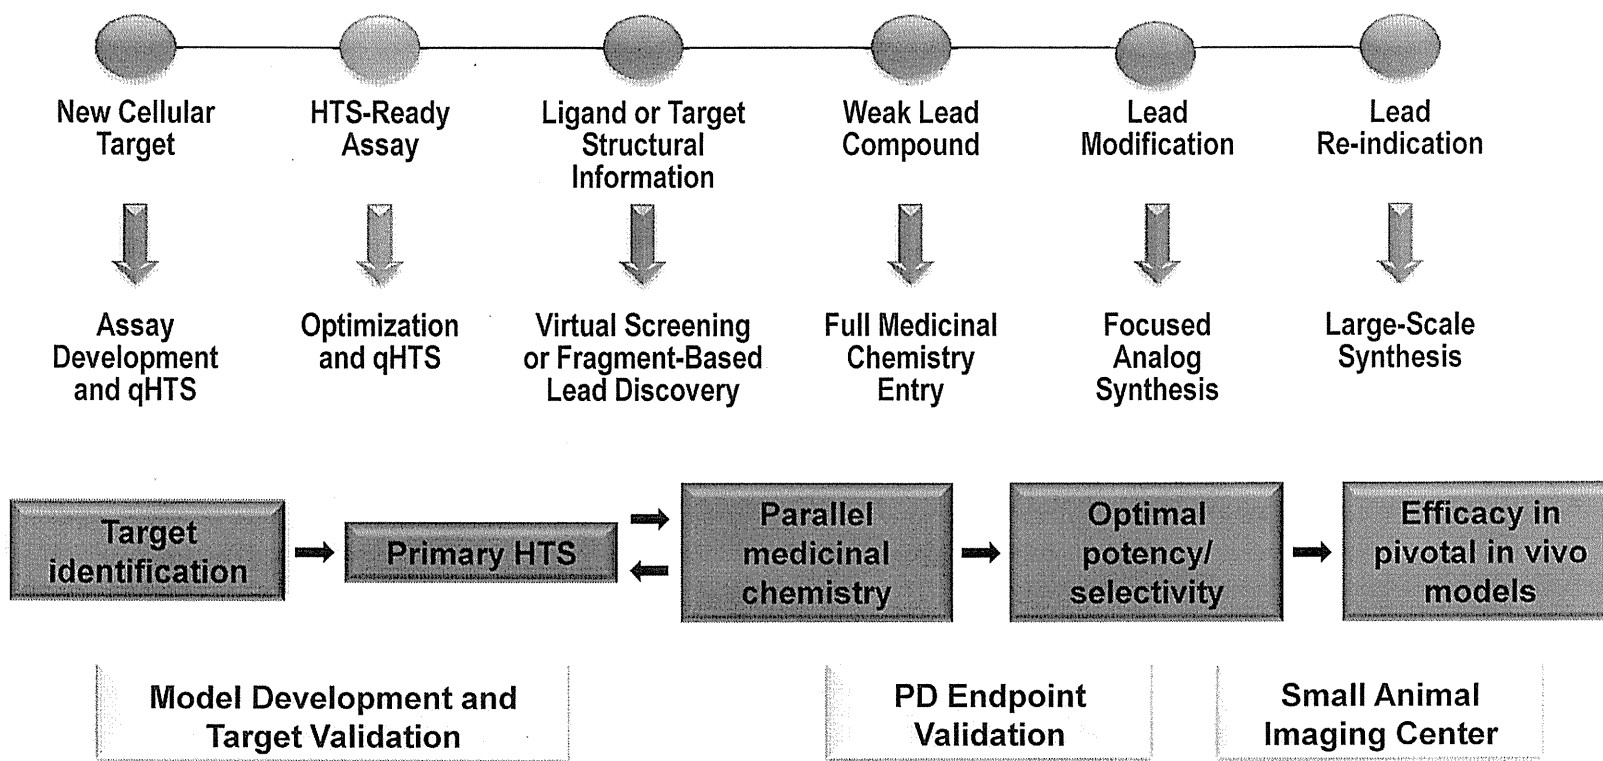 New Cellular
Target
HTS-Ready
Assay
Ligand or Target
Structural
Information
Weak Lead
Compound
Lead
Modification
Lead
Re-indication
Assay
Development
and qHTS
Optimization
and qHTS
Virtual Screening
or Fragment-Based
Lead Discovery
Full Medicinal
Chemistry
Entry
Focused
Analog
Synthesis
Large-Scale
Synthesis
Target
identification
Primary HTS
Parallel
medicinal
chemistry
Optimal
potency/
selectivity
Efficacy in
pivotal in vivo
models
Model Development and
Target Validation
PD Endpoint
Validation
Small Animal
Imaging Center